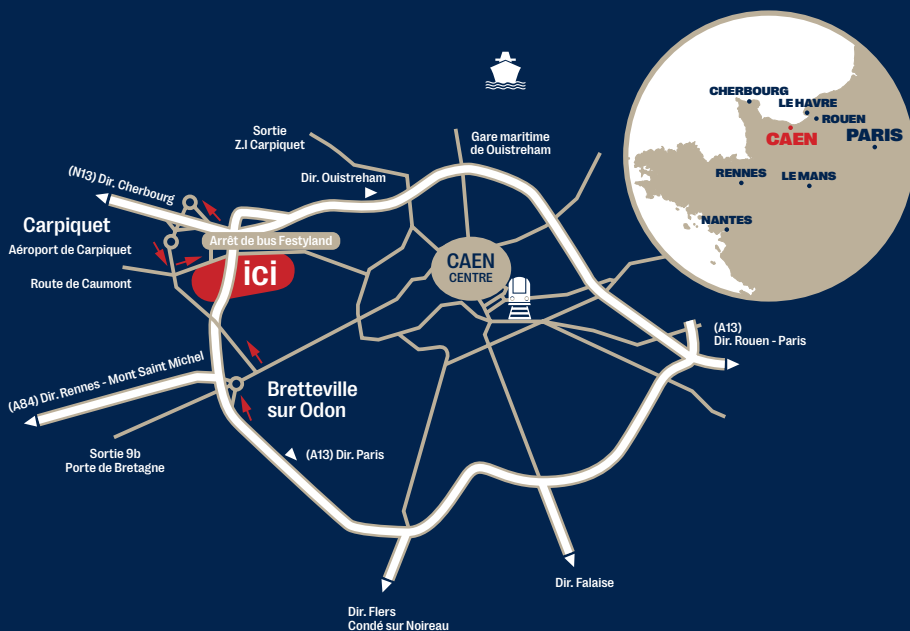 CHERBOURG
LE HAVRE
ROUEN
CAEN
PARIS
RENNES
LE MANS
NANTES
Sortie
Z.I Carpiquet
Gare maritime
de Ouistreham
Dir. Ouistreham
(N13) Dir. Cherbourg
Carpiquet
Arrêt de bus Festyland
Aéroport de Carpiquet
ici
CAEN
CENTRE
Route de Caumont
(A13)
Dir. Rouen - Paris
(A84) Dir. Rennes - Mont Saint Michel
Bretteville
sur Odon
Sortie 9b
Porte de Bretagne
(A13) Dir. Paris
Dir. Falaise
Dir. Flers
Condé sur Noireau